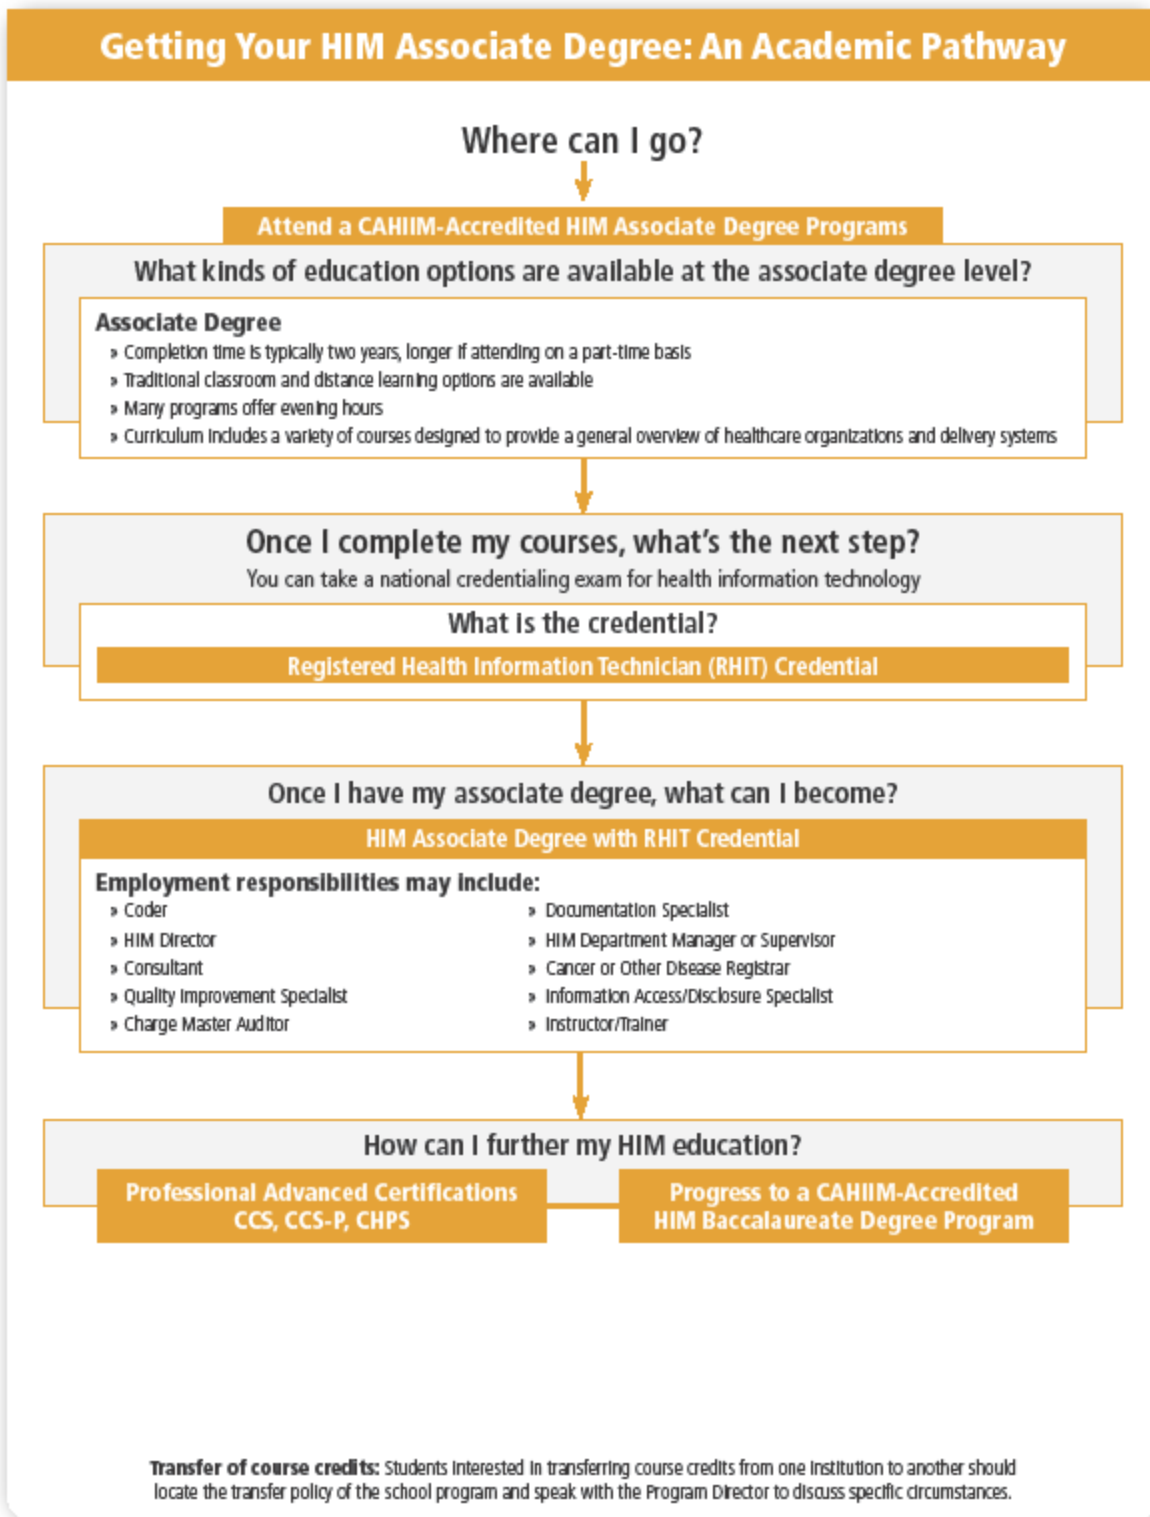 Getting Your HIM Associate Degree: An Academic Pathway
Where can I go?
Attend a CAHIIM-Accredited HIM Associate Degree Programs
What kinds of education options are available at the associate degree level?
Associate Degree
» Completion time is typically two years, longer if attending on a part-time basis
» Traditional classroom and distance learning options are available
» Many programs offer evening hours
» Curriculum includes a variety of courses designed to provide a general overview of healthcare organizations and delivery systems
Once I complete my courses, what's the next step?
You can take a national credentialing exam for health information technology
What is the credential?
Registered Health Information Technician (RHIT) Credential
Once I have my associate degree, what can I become?
HIM Associate Degree with RHIT Credential
Employment responsibilities may include:
» Coder
» HIM Director
» Consultant
» Quality Improvement Specialist
» Charge Master Auditor
» Documentation Specialist
» HIM Department Manager or Supervisor
» Cancer or Other Disease Registrar
» Information Access/Disclosure Specialist
» Instructor/Trainer
How can I further my HIM education?
Professional Advanced Certifications
CCS, CCS-P, CHPS
Progress to a CAHIIM-Accredited
HIM Baccalaureate Degree Program
Transfer of course credits: Students interested in transferring course credits from one institution to another should
locate the transfer policy of the school program and speak with the Program Director to discuss specific circumstances.